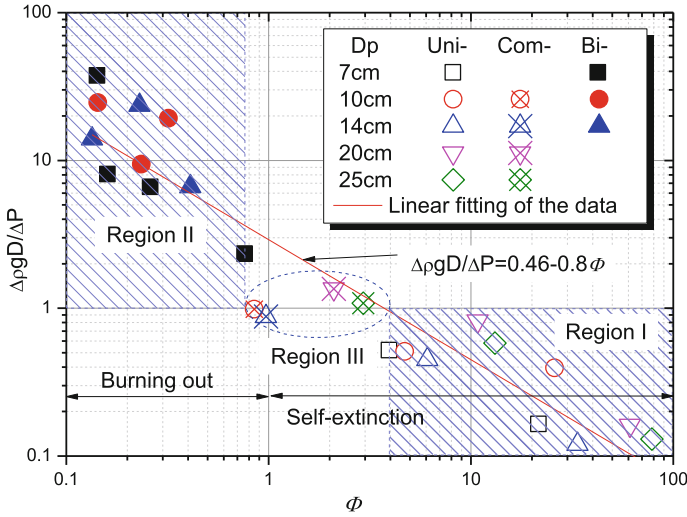 100
10
1
0.1
ΔρgD/ΔP
Dp Uni- Com- Bi-
7cm
10cm
14cm
20cm
25cm
Linear fitting of the data
Region II
ΔρgD/ΔP=0.46-0.8Φ
Region I
Region III
Burning out
Self-extinction
0.1 1 10 100
Φ